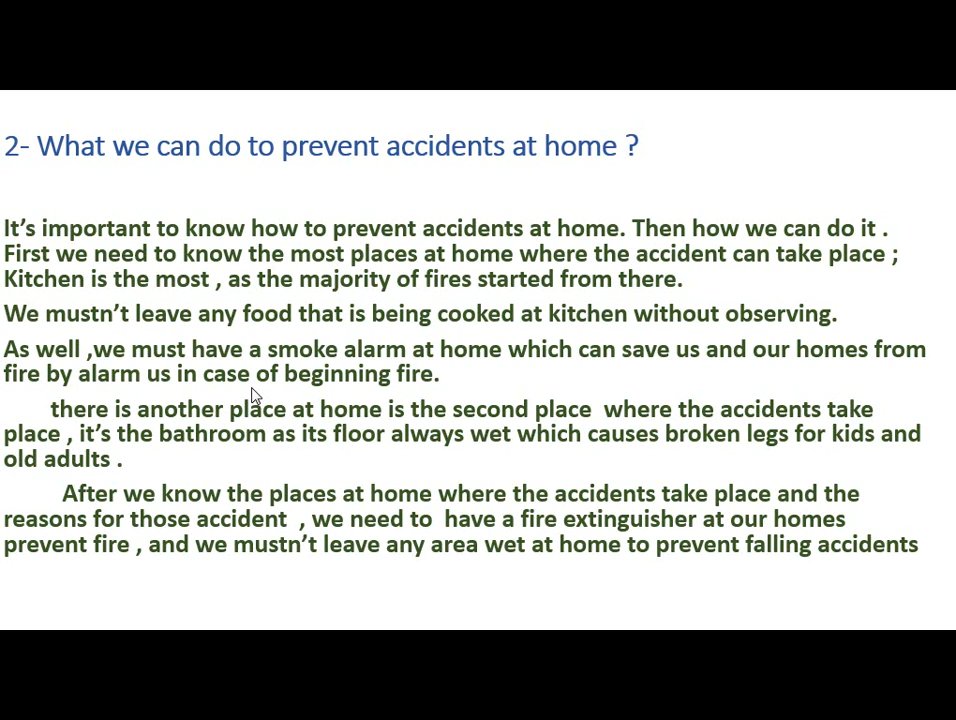 2- What we can do to prevent accidents at home ?
It's important to know how to prevent accidents at home. Then how we can do it .
First we need to know the most places at home where the accident can take place ;
Kitchen is the most , as the majority of fires started from there.
We mustn't leave any food that is being cooked at kitchen without observing.
As well ,we must have a smoke alarm at home which can save us and our homes from
fire by alarm us in case of beginning fire.
there is another place at home is the second place where the accidents take
place , it's the bathroom as its floor always wet which causes broken legs for kids and
old adults .
After we know the places at home where the accidents take place and the
reasons for those accident , we need to have a fire extinguisher at our homes
prevent fire , and we mustn't leave any area wet at home to prevent falling accidents